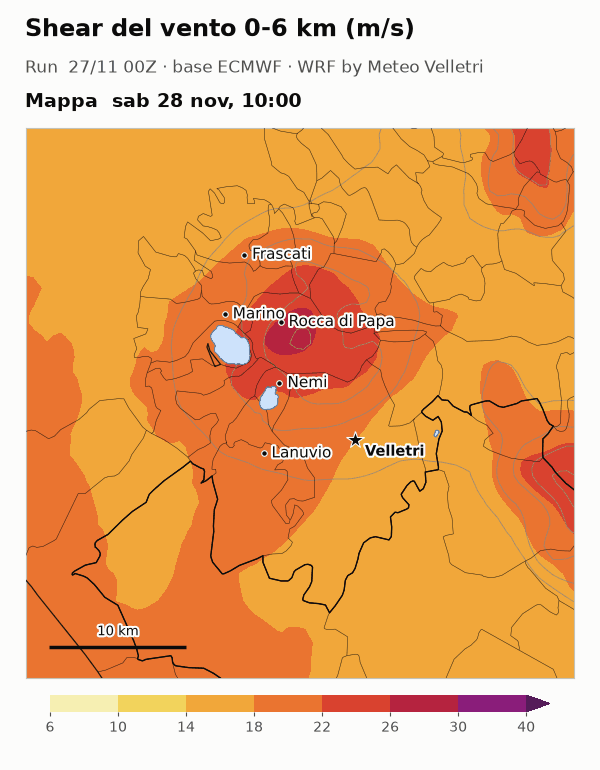 Shear del vento 0-6 km (m/s)
Run  27/11 00Z · base ECMWF · WRF by Meteo Velletri
Mappa  sab 28 nov, 10:00
Frascati
Marino
Rocca di Papa
Nemi
Velletri
Lanuvio
10 km
6 10 14 18 22 26 30 40